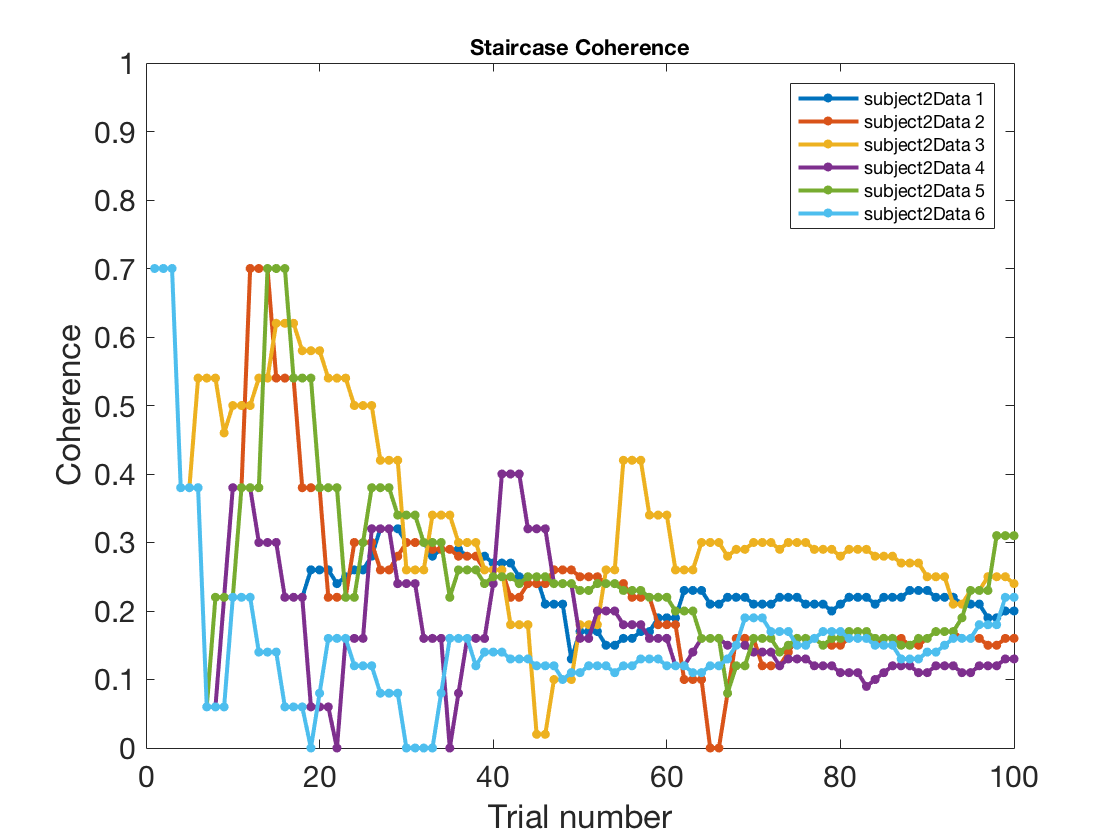 Staircase Coherence
1
0.9
0.8
0.7
0.6
0.5
0.4
0.3
0.2
0.1
0
Coherence
subject2Data 1
subject2Data 2
subject2Data 3
subject2Data 4
subject2Data 5
subject2Data 6
0 20 40 60 80 100
Trial number